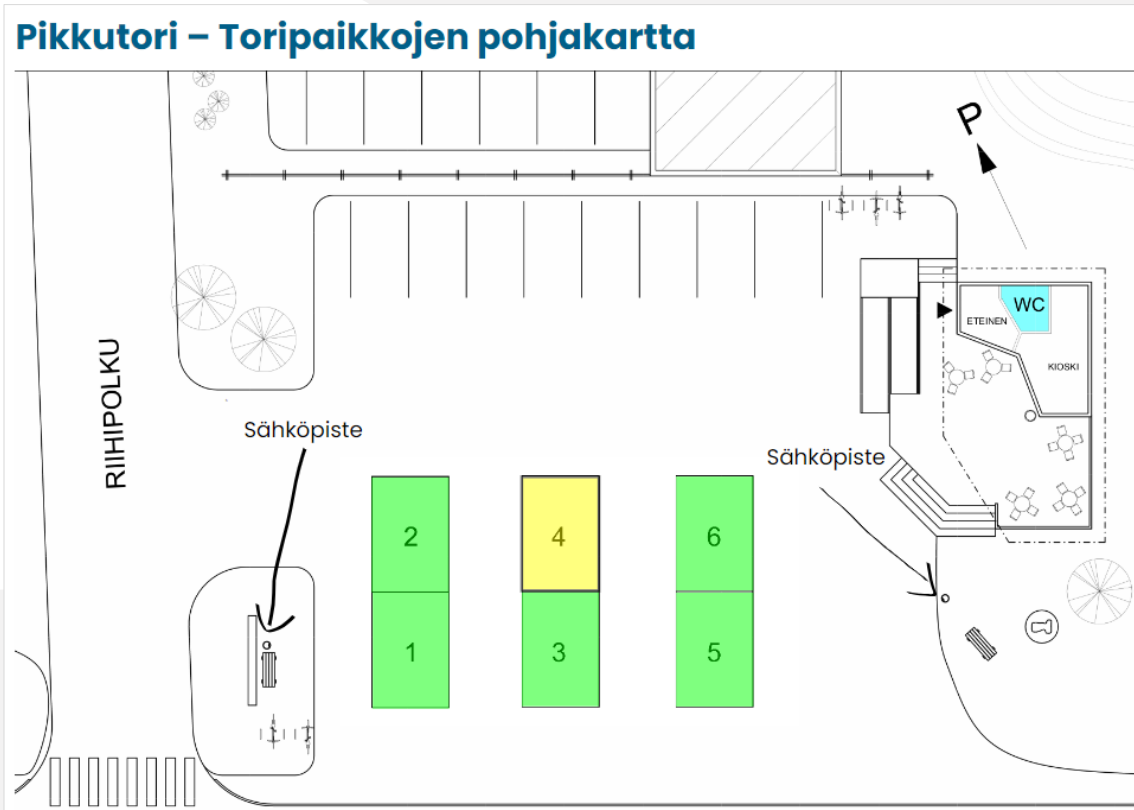 Pikkutori – Toripaikkojen pohjakartta
P
WC
ETEINEN
KIOSKI
RIIHIPOLKU
Sähköpiste
Sähköpiste
2
4
6
1
3
5